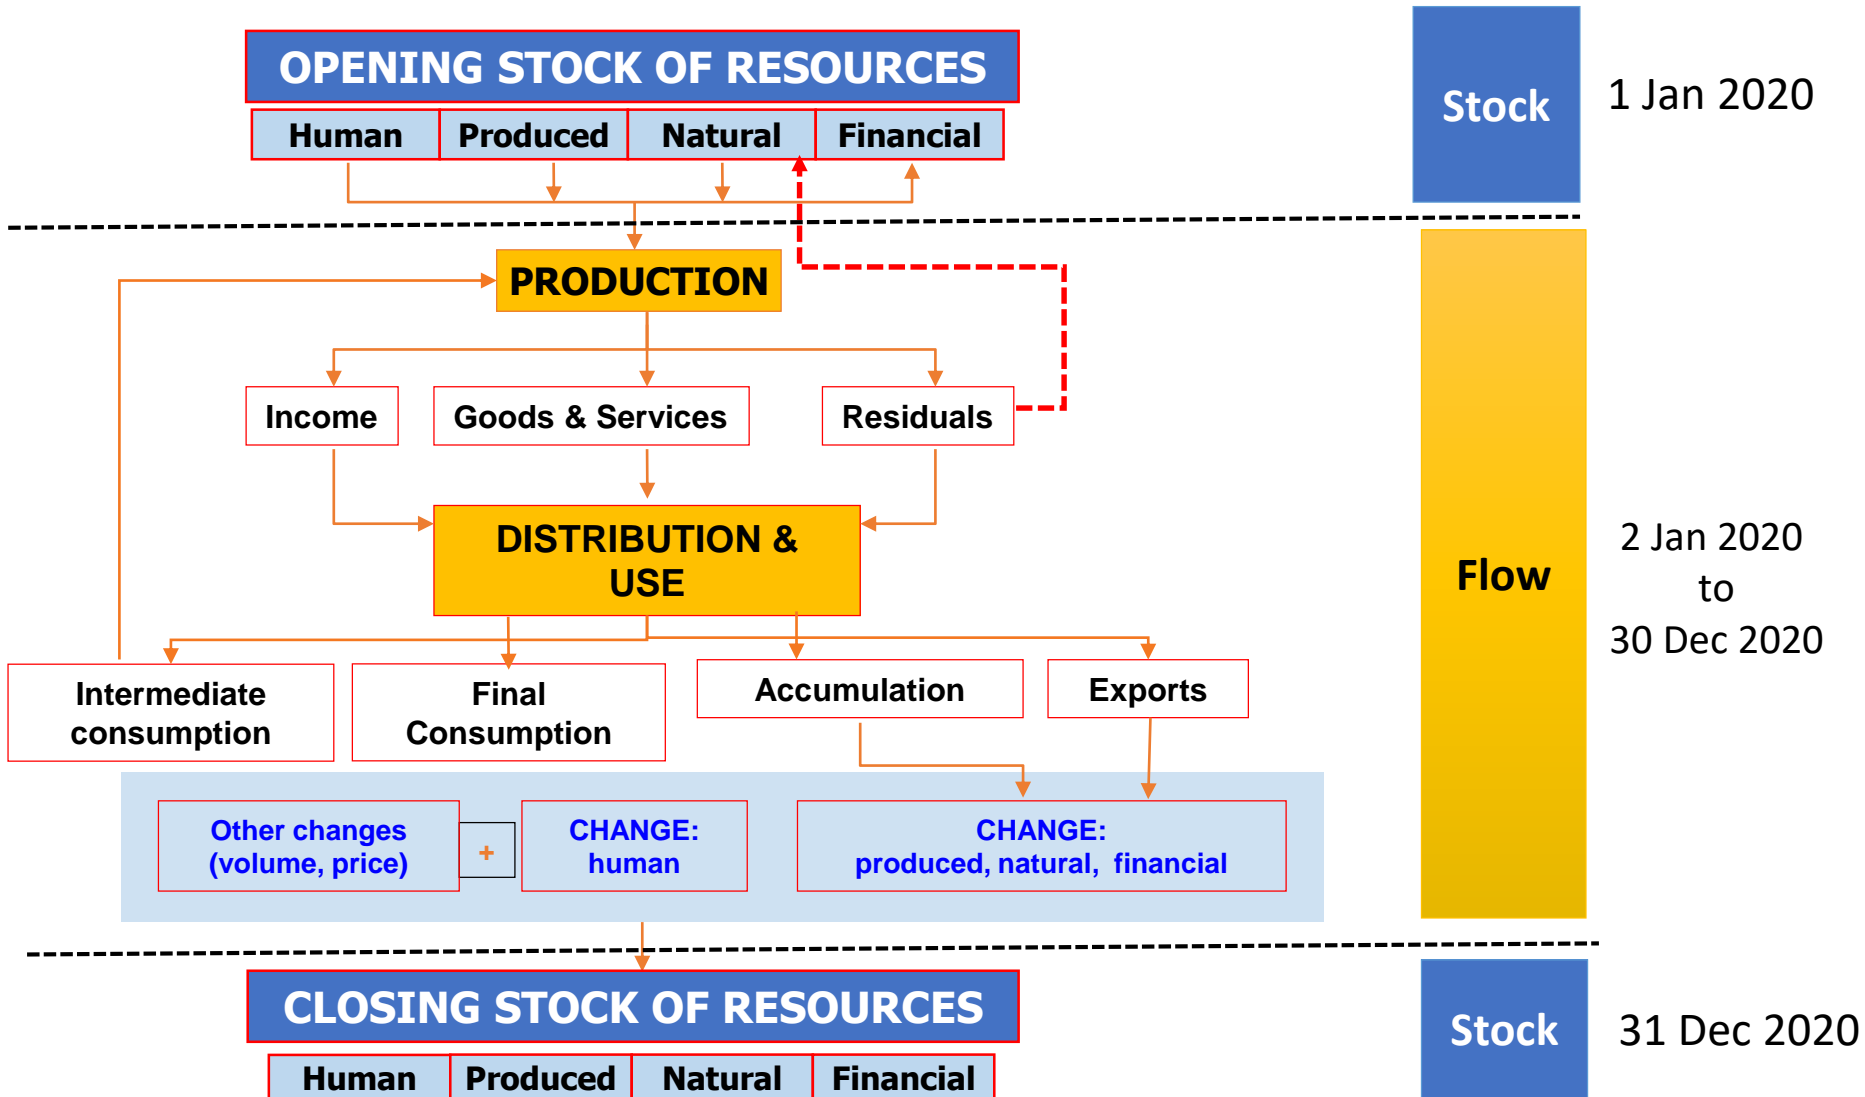 OPENING STOCK OF RESOURCES
Human Produced Natural Financial
Stock
1 Jan 2020
PRODUCTION
Income
Goods & Services
Residuals
DISTRIBUTION &
USE
Flow
2 Jan 2020
to
30 Dec 2020
Intermediate
consumption
Final
Consumption
Accumulation
Exports
Other changes
(volume, price)
+
CHANGE:
human
CHANGE:
produced, natural, financial
CLOSING STOCK OF RESOURCES
Human Produced Natural Financial
Stock
31 Dec 2020